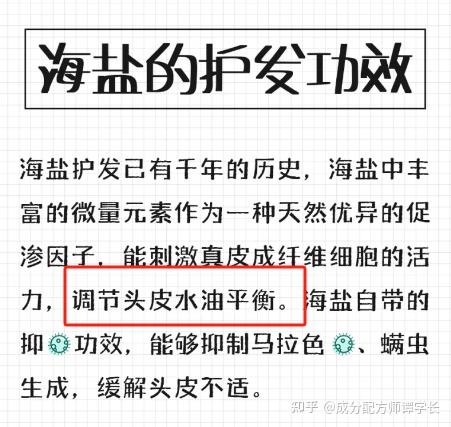 海盐的护发功效
海盐护发已有千年的历史，海盐中丰
富的微量元素作为一种天然优异的促
渗因子，能刺激真皮成纤维细胞的活
力，调节头皮水油平衡。海盐自带的
抑🦠功效，能够抑制马拉色🦠、螨虫
生成，缓解头皮不适。
知乎 @成分配方师谭学长